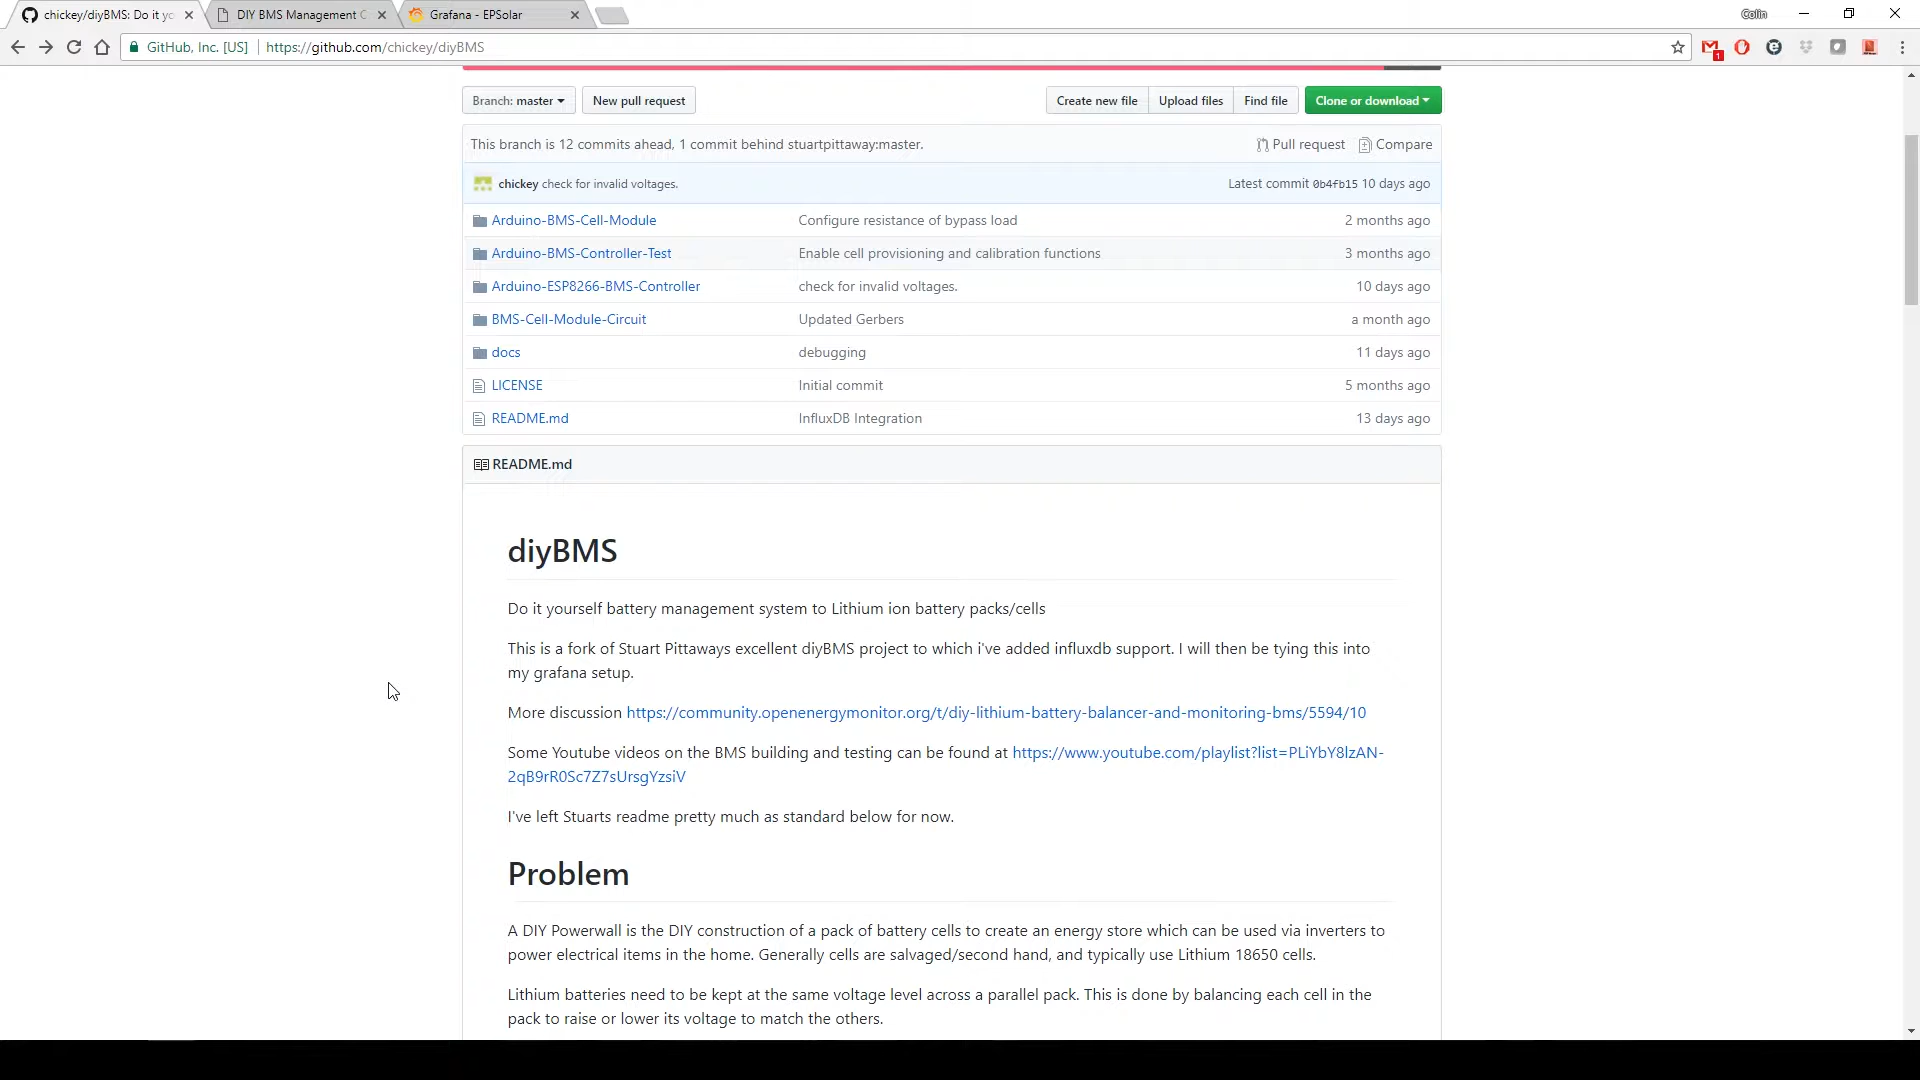 chickey/diyBMS: Do it yo
DIY BMS Management C
Grafana - EPSolar
Colin
GitHub, Inc. [US]
https://github.com/chickey/diyBMS
1
Branch: master
New pull request
Create new file
Upload files
Find file
Clone or download
This branch is 12 commits ahead, 1 commit behind stuartpittaway:master.
Pull request
Compare
chickey check for invalid voltages.
Latest commit 0b4fb15 10 days ago
Arduino-BMS-Cell-Module Configure resistance of bypass load 2 months ago
Arduino-BMS-Controller-Test Enable cell provisioning and calibration functions 3 months ago
Arduino-ESP8266-BMS-Controller check for invalid voltages. 10 days ago
BMS-Cell-Module-Circuit Updated Gerbers a month ago
docs debugging 11 days ago
LICENSE Initial commit 5 months ago
README.md InfluxDB Integration 13 days ago
README.md
diyBMS
Do it yourself battery management system to Lithium ion battery packs/cells
This is a fork of Stuart Pittaways excellent diyBMS project to which i've added influxdb support. I will then be tying this into
my grafana setup.
More discussion https://community.openenergymonitor.org/t/diy-lithium-battery-balancer-and-monitoring-bms/5594/10
Some Youtube videos on the BMS building and testing can be found at https://www.youtube.com/playlist?list=PLiYbY8lzAN-
2qB9rR0Sc7Z7sUrsgYzsiV
I've left Stuarts readme pretty much as standard below for now.
Problem
A DIY Powerwall is the DIY construction of a pack of battery cells to create an energy store which can be used via inverters to
power electrical items in the home. Generally cells are salvaged/second hand, and typically use Lithium 18650 cells.
Lithium batteries need to be kept at the same voltage level across a parallel pack. This is done by balancing each cell in the
pack to raise or lower its voltage to match the others.